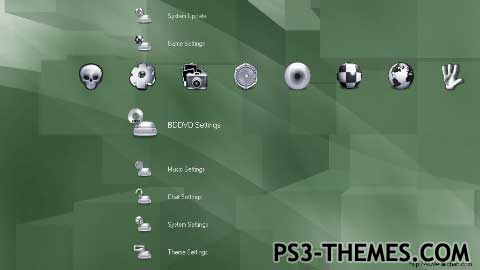 System Update
Game Settings
BD/DVD Settings
Music Settings
Chat Settings
System Settings
Theme Settings
PS3-THEMES.COM